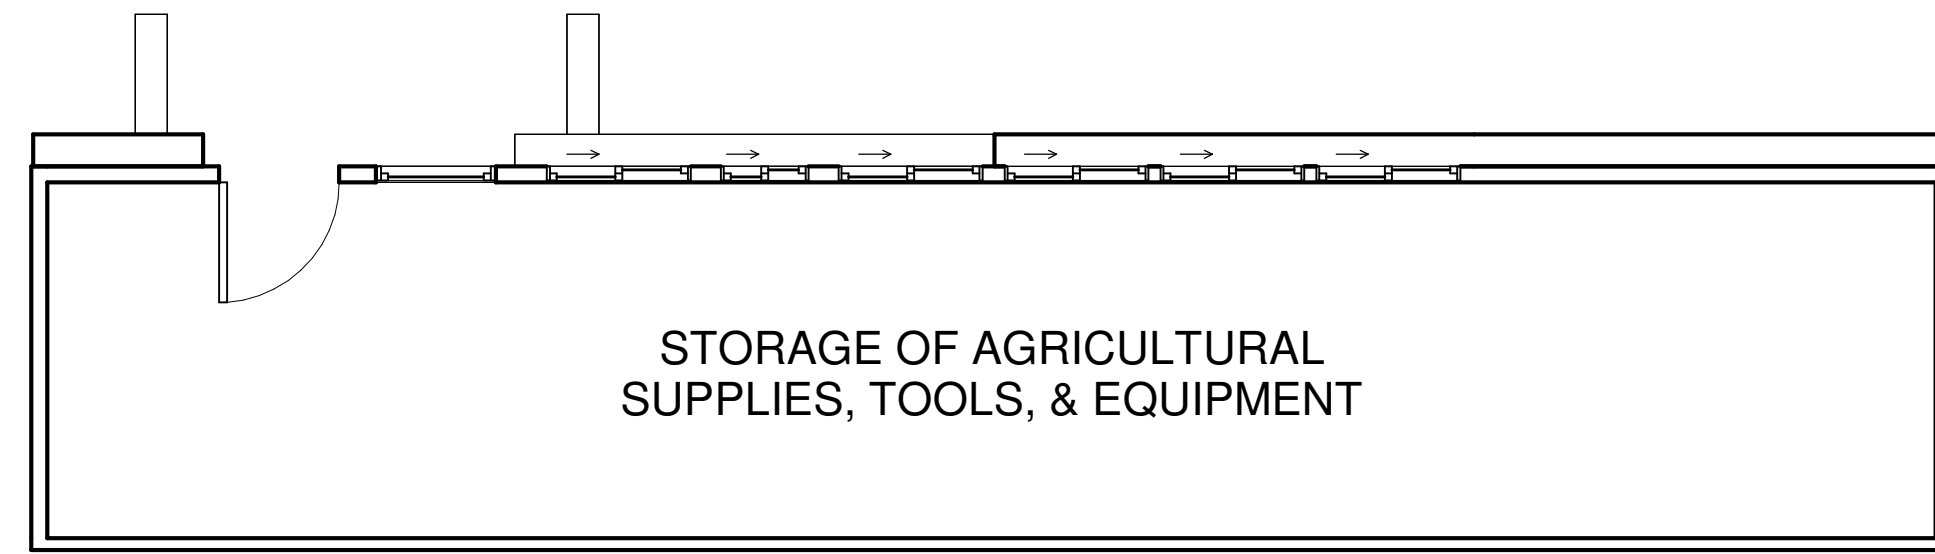 STORAGE OF AGRICULTURAL
SUPPLIES, TOOLS, & EQUIPMENT